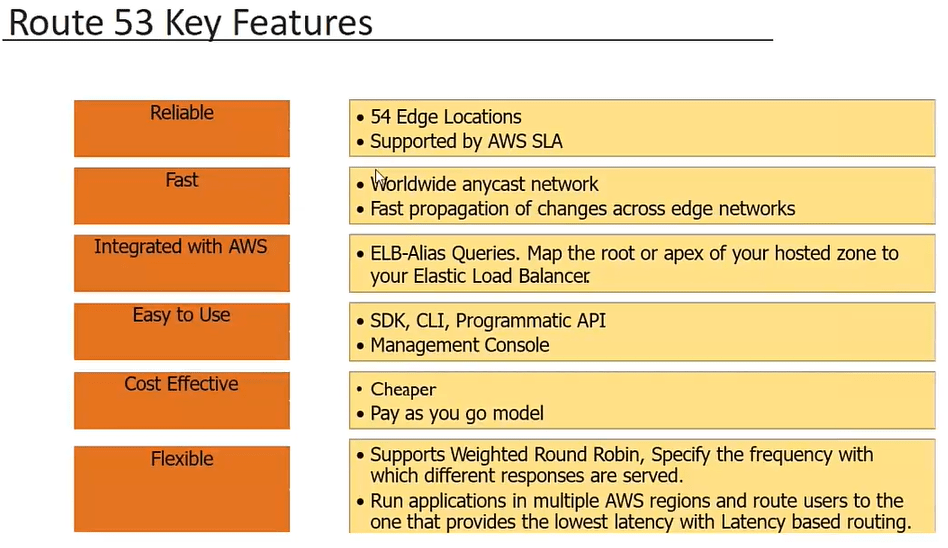 Route 53 Key Features
Reliable
• 54 Edge Locations
• Supported by AWS SLA
Fast
• Worldwide anycast network
• Fast propagation of changes across edge networks
Integrated with AWS
• ELB-Alias Queries. Map the root or apex of your hosted zone to
your Elastic Load Balancer.
Easy to Use
• SDK, CLI, Programmatic API
• Management Console
Cost Effective
• Cheaper
• Pay as you go model
Flexible
• Supports Weighted Round Robin, Specify the frequency with
which different responses are served.
• Run applications in multiple AWS regions and route users to the
one that provides the lowest latency with Latency based routing.